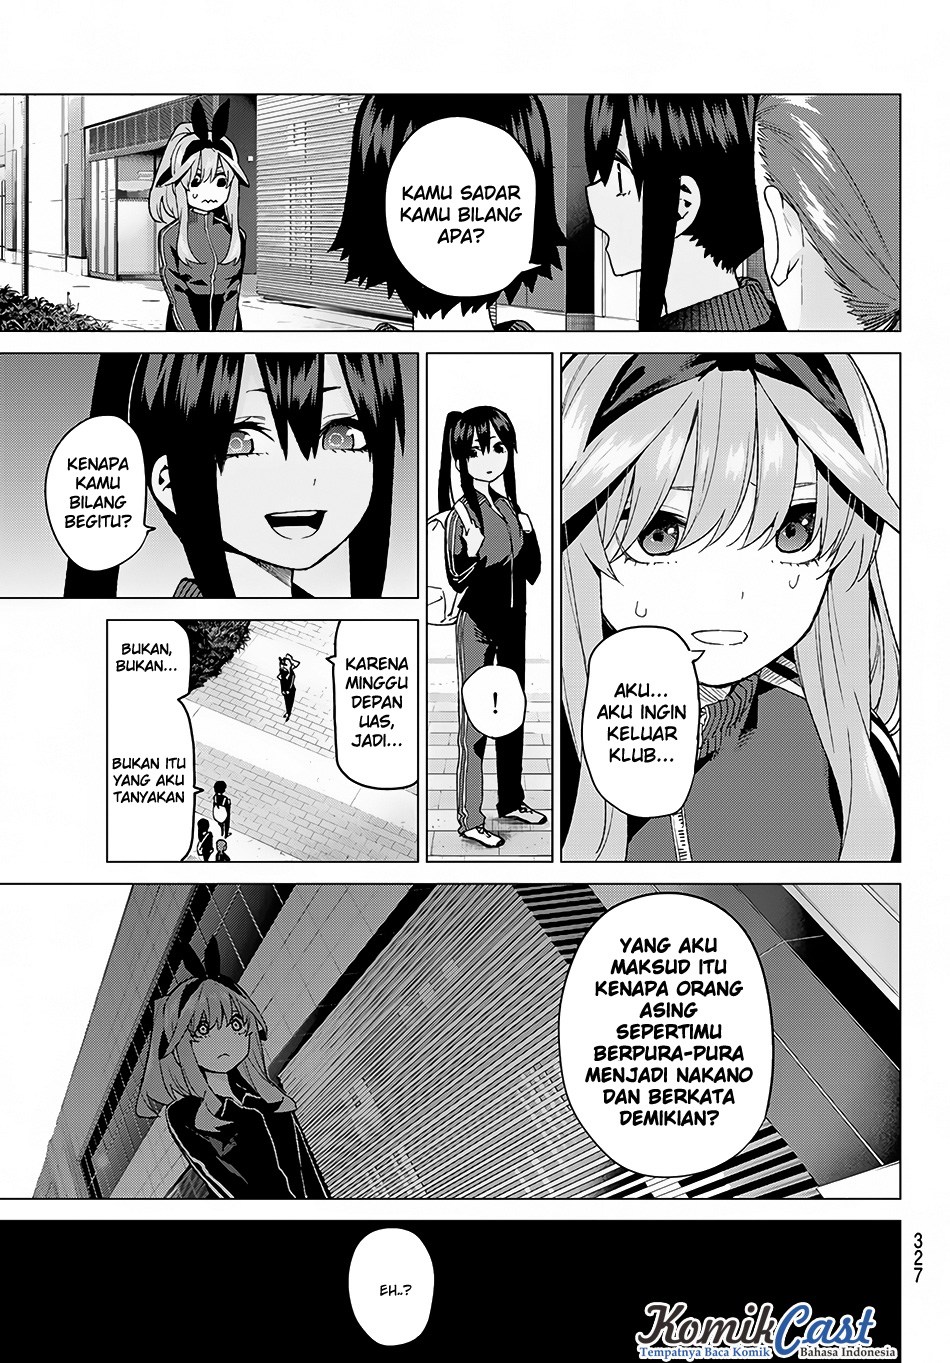 KAMU SADAR
KAMU BILANG
APA?
AKU...
AKU INGIN
KELUAR
KLUB...
!
KENAPA
KAMU
BILANG
BEGITU?
KARENA
MINGGU
DEPAN
UAS,
JADI...
BUKAN,
BUKAN...
BUKAN ITU
YANG AKU
TANYAKAN
YANG AKU
MAKSUD ITU
KENAPA ORANG
ASING
SEPERTIMU
BERPURA-PURA
MENJADI NAKANO
DAN BERKATA
DEMIKIAN?
EH..?
327
KomikCast
Tempatnya Baca Komik Bahasa Indonesia